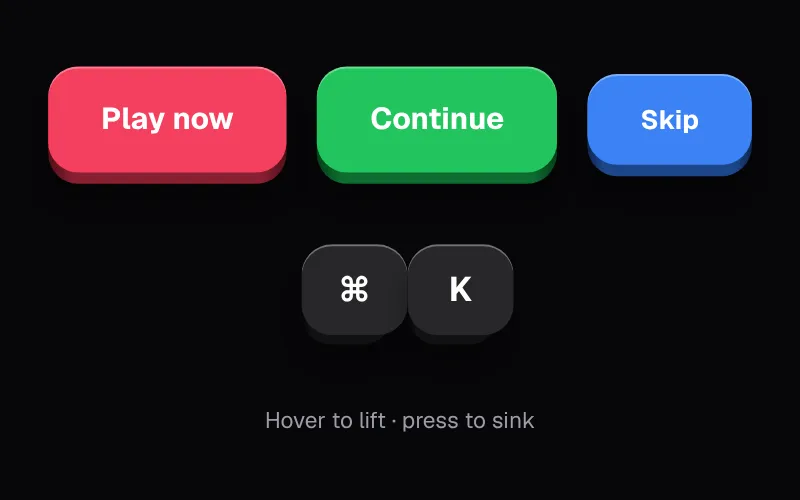 Play now
Continue
Skip
⌘ K
Hover to lift · press to sink